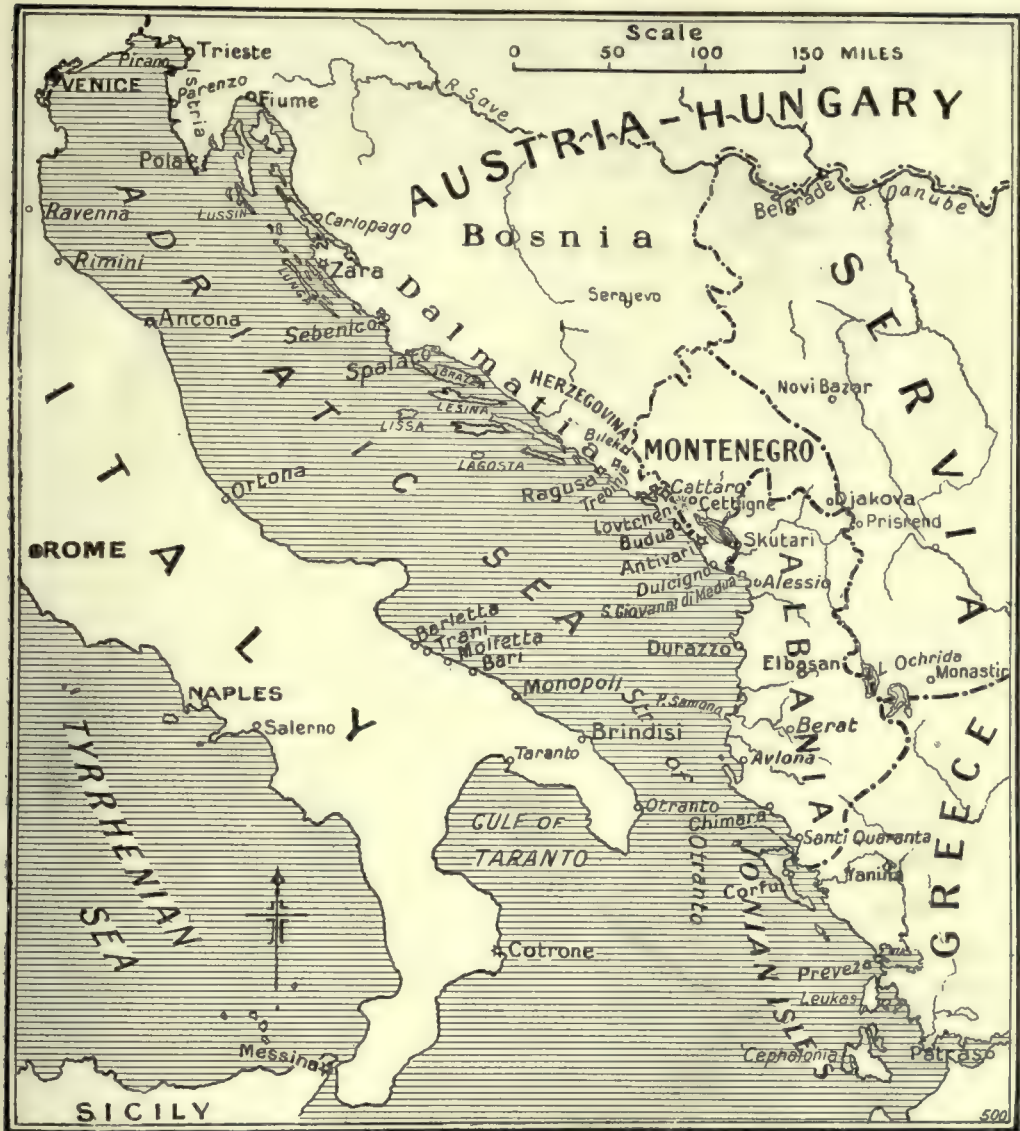 Scale
0 50 100 150 MILES
Trieste
Pirano
VENICE
Parenzo
Istria
Fiume
R. Save
AUSTRIA-HUNGARY
Pola
Belgrade
R. Danube
Ravenna
LUSSIN
Carlopago
Bosnia
Rimini
Zara
LUNGA
Dalmatia
SERVIA
Serajevo
Ancona
Sebenico
ADRIATIC SEA
Spalato
BRAZZA
LESINA
LISSA
LAGOSTA
HERZEGOVINA
Novi Bazar
ITALY
Bilek
MONTENEGRO
Ragusa
Trebinje
Cattaro
Cettigne
Ortona
Lovtchen
Budua
Djakova
Prisrend
ROME
Antivari
Skutari
Dulcigno
Alessio
S. Giovanni di Medua
ALBANIA
Barletta
Trani
Molfetta
Bari
Durazzo
Elbasan
Ochrida
Monastir
NAPLES
Monopoli
Str. of Otranto
P. Samana
Salerno
Brindisi
Berat
Taranto
Avlona
TYRRHENIAN SEA
GULF OF
TARANTO
Otranto
Chimara
Santi Quaranta
Corfu
Yanina
GREECE
IONIAN ISLES
Cotrone
Preveza
Leukas
Messina
Cephalonia
Patraso
SICILY
500